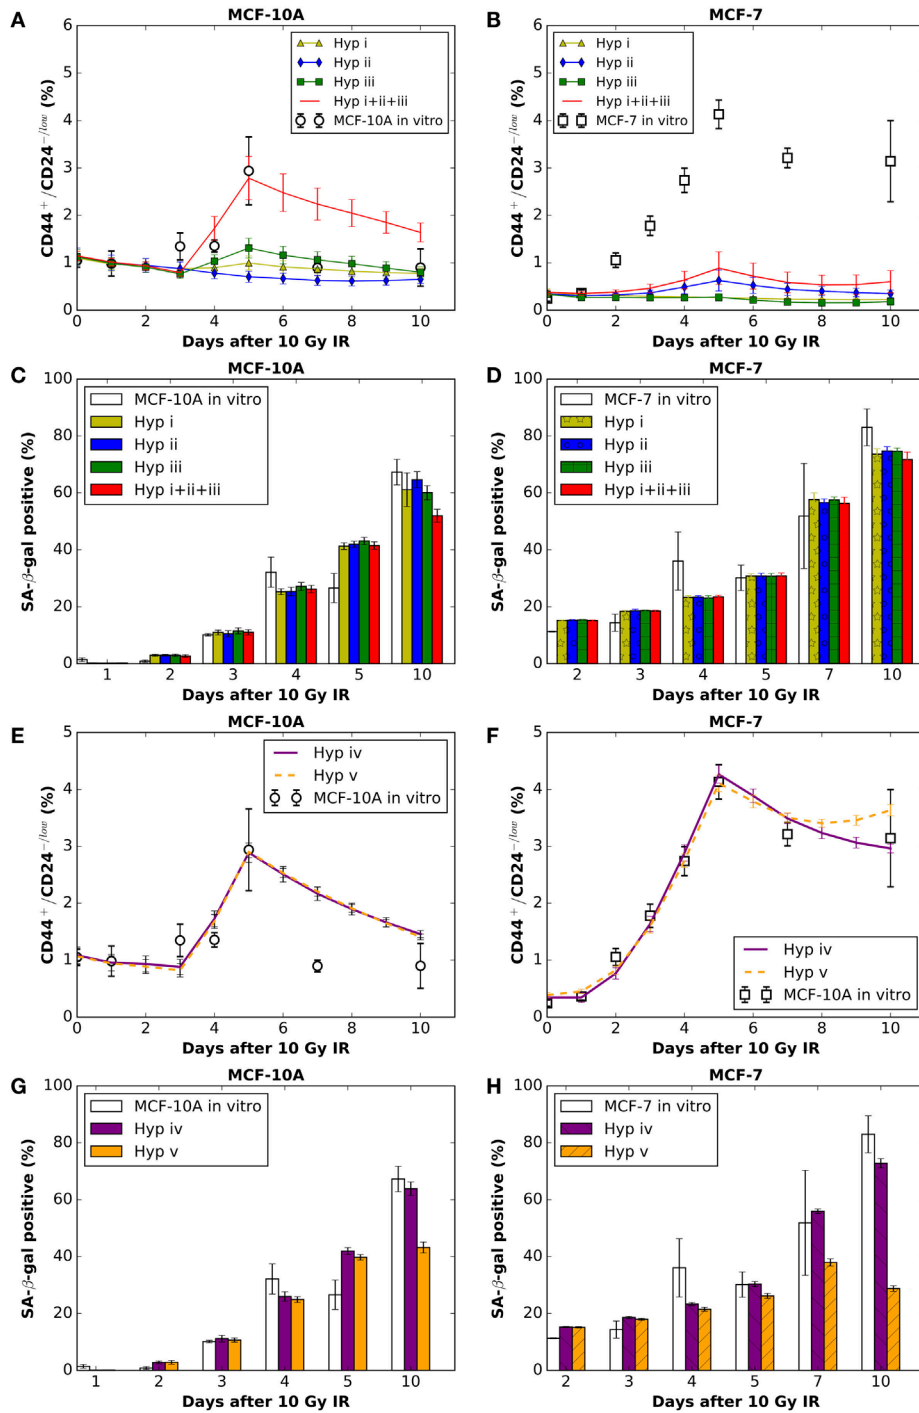 A
MCF-10A
CD44+/CD24-/low (%)
6
5
4
3
2
1
0
Hyp i
Hyp ii
Hyp iii
Hyp i+ii+iii
MCF-10A in vitro
0 2 4 6 8 10
Days after 10 Gy IR
B
MCF-7
CD44+/CD24-/low (%)
6
5
4
3
2
1
0
Hyp i
Hyp ii
Hyp iii
Hyp i+ii+iii
MCF-7 in vitro
0 2 4 6 8 10
Days after 10 Gy IR
C
MCF-10A
SA-β-gal positive (%)
100
80
60
40
20
0
MCF-10A in vitro
Hyp i
Hyp ii
Hyp iii
Hyp i+ii+iii
1 2 3 4 5 10
Days after 10 Gy IR
D
MCF-7
SA-β-gal positive (%)
100
80
60
40
20
0
MCF-7 in vitro
Hyp i
Hyp ii
Hyp iii
Hyp i+ii+iii
2 3 4 5 7 10
Days after 10 Gy IR
E
MCF-10A
CD44+/CD24-/low (%)
5
4
3
2
1
0
Hyp iv
Hyp v
MCF-10A in vitro
0 2 4 6 8 10
Days after 10 Gy IR
F
MCF-7
CD44+/CD24-/low (%)
5
4
3
2
1
0
Hyp iv
Hyp v
MCF-10A in vitro
0 2 4 6 8 10
Days after 10 Gy IR
G
MCF-10A
SA-β-gal positive (%)
100
80
60
40
20
0
MCF-10A in vitro
Hyp iv
Hyp v
1 2 3 4 5 10
Days after 10 Gy IR
H
MCF-7
SA-β-gal positive (%)
100
80
60
40
20
0
MCF-7 in vitro
Hyp iv
Hyp v
2 3 4 5 7 10
Days after 10 Gy IR